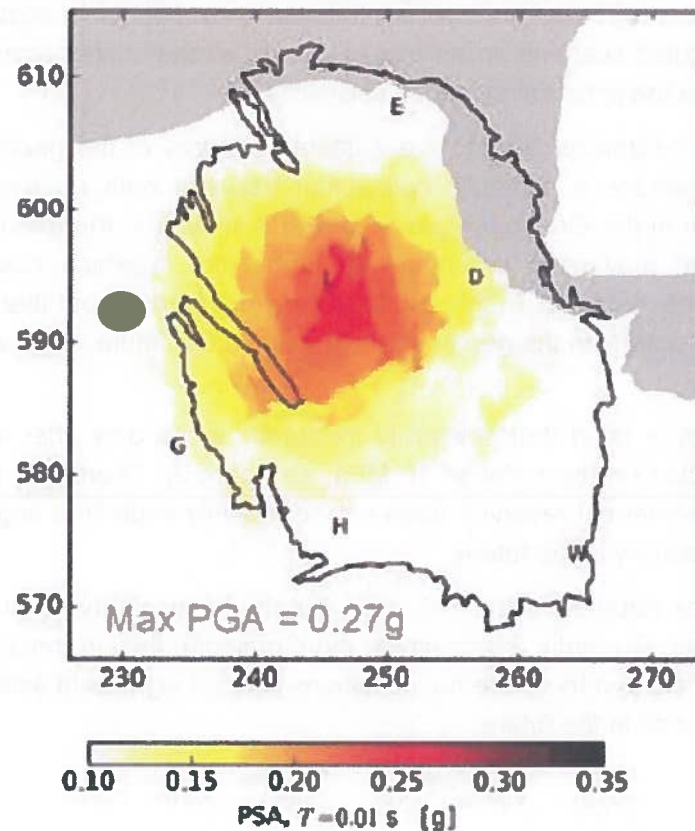 610
E
600
D
590
580
G
H
W
570
Max PGA = 0.27g
230 240 250 260 270
0.10 0.15 0.20 0.25 0.30 0.35
PSA, T=0.01 s [g]